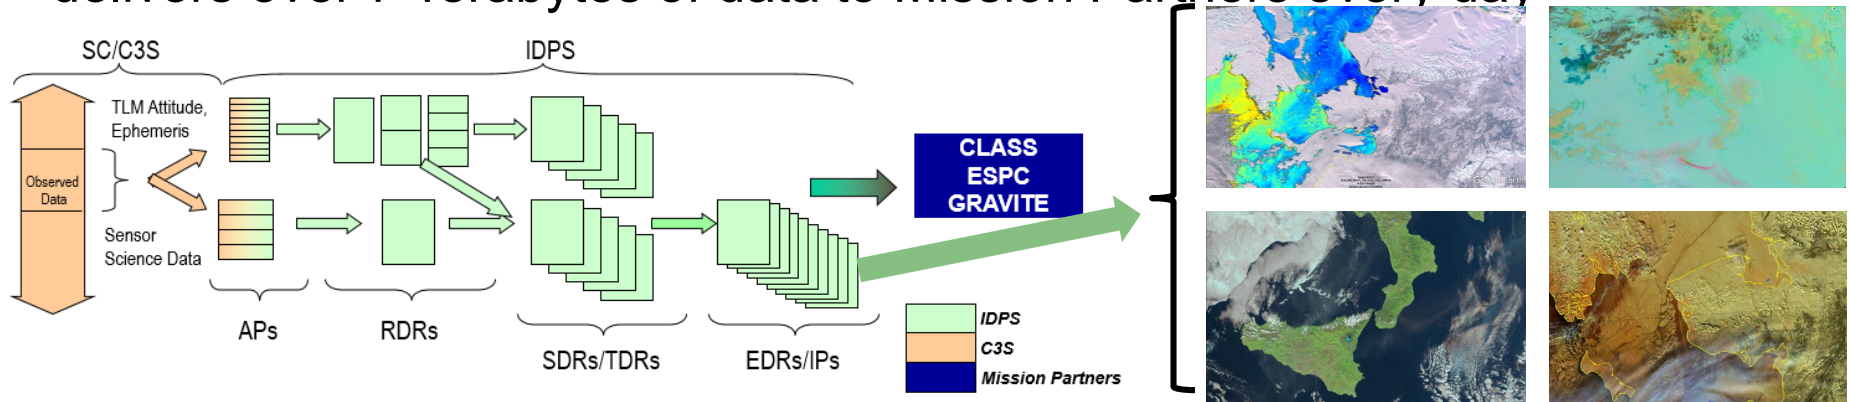 SC/C3S
IDPS
TLM Attitude,
Ephemeris
Observed
Data
Sensor
Science Data
APs
RDRs
SDRs/TDRs
EDRs/IPs
CLASS
ESPC
GRAVITE
IDPS
C3S
Mission Partners